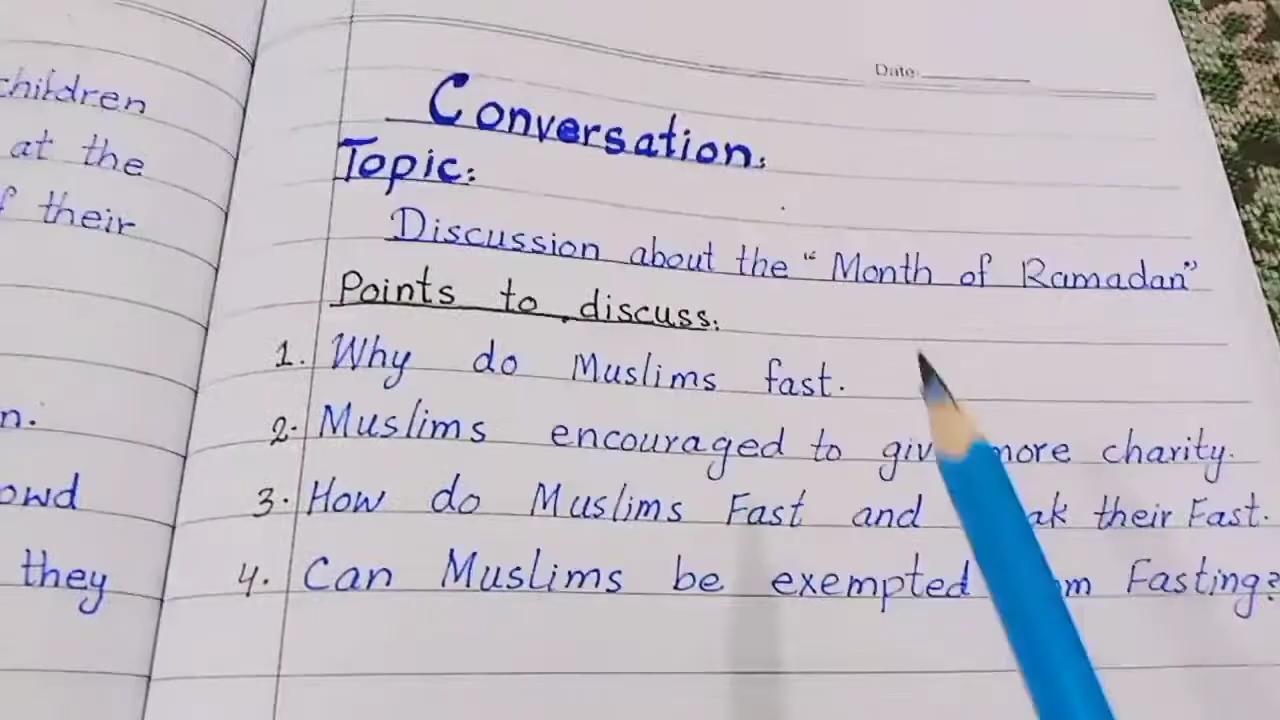 children
at the
their
n.
owd
they
Date:
Conversation:
Topic:
Discussion about the "Month of Ramadan"
Points to discuss:
1. Why do Muslims fast.
2. Muslims encouraged to giv more charity.
3. How do Muslims Fast and ak their Fast.
4. Can Muslims be exempted m Fasting?